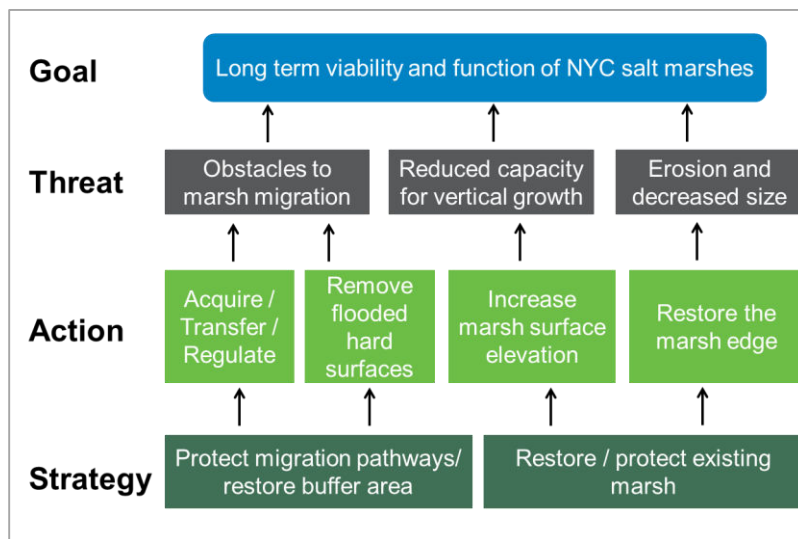 Goal
Long term viability and function of NYC salt marshes
Threat
Obstacles to
marsh migration
Reduced capacity
for vertical growth
Erosion and
decreased size
Action
Acquire /
Transfer /
Regulate
Remove
flooded
hard
surfaces
Increase
marsh surface
elevation
Restore the
marsh edge
Strategy
Protect migration pathways/
restore buffer area
Restore / protect existing
marsh